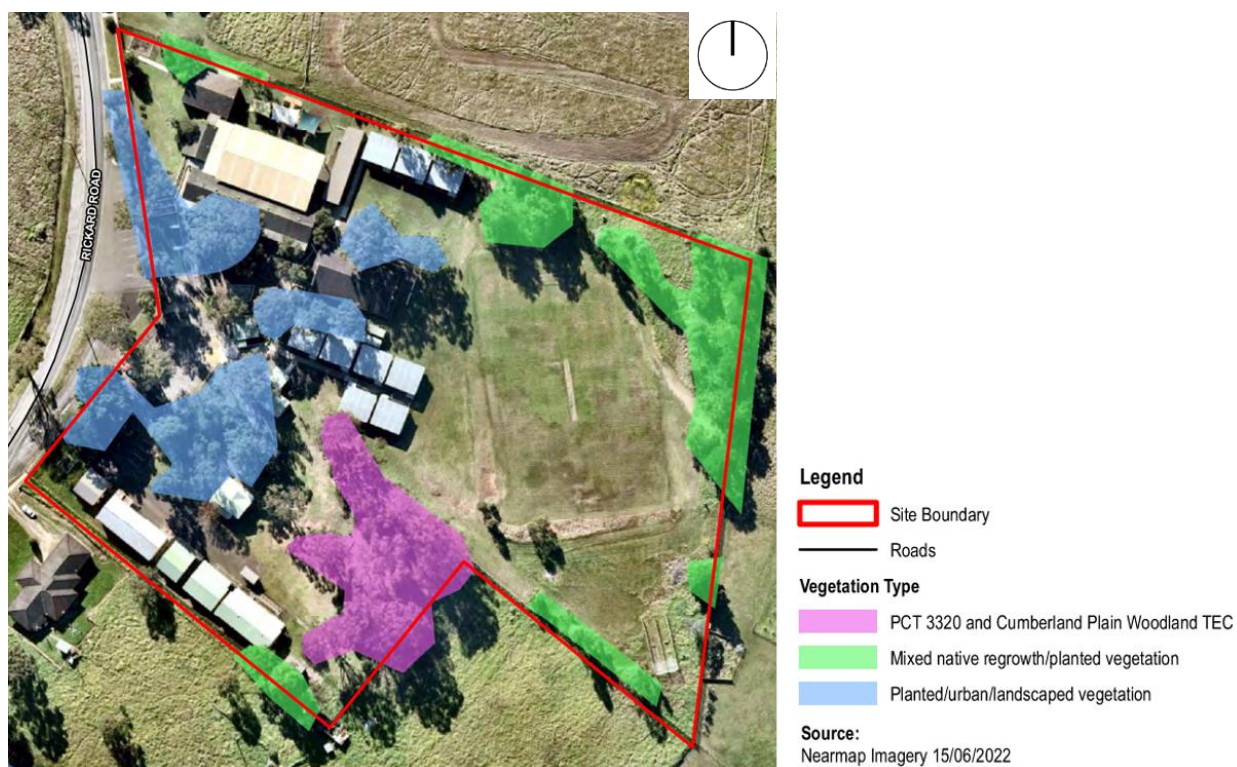 RICKARD ROAD
Legend
Site Boundary
Roads
Vegetation Type
PCT 3320 and Cumberland Plain Woodland TEC
Mixed native regrowth/planted vegetation
Planted/urban/landscaped vegetation
Source:
Nearmap Imagery 15/06/2022